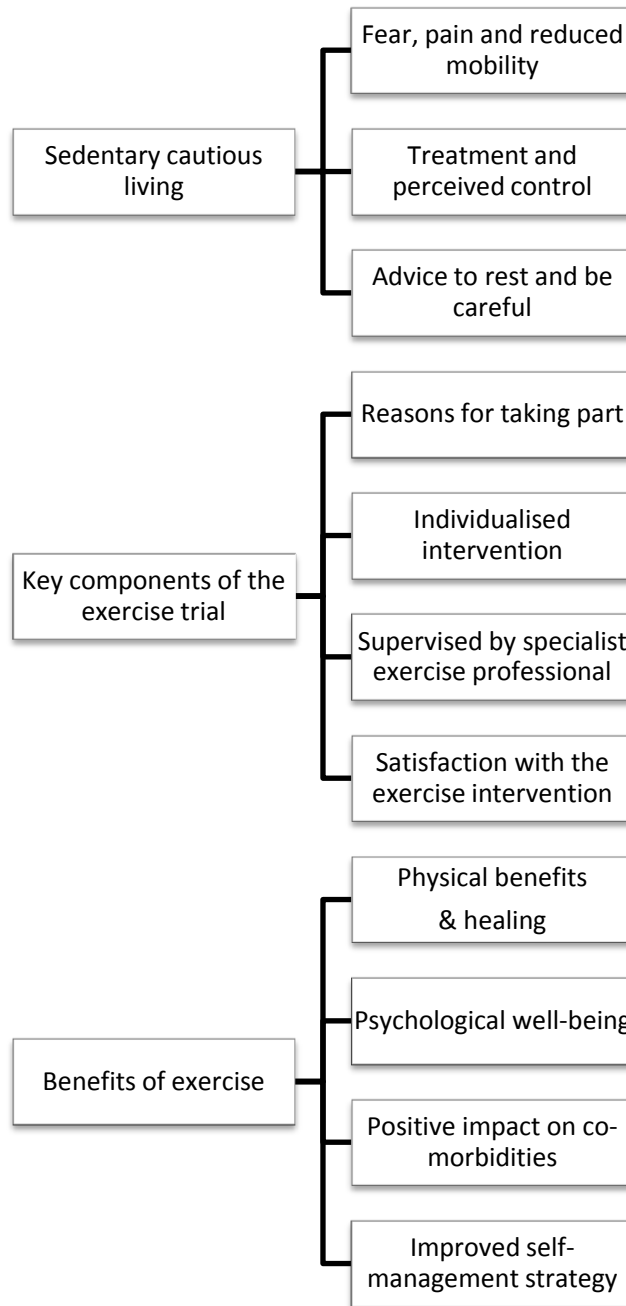 Fear, pain and reduced
mobility
Sedentary cautious
living
Treatment and
perceived control
Advice to rest and be
careful
Reasons for taking part
Individualised
intervention
Key components of the
exercise trial
Supervised by specialist
exercise professional
Satisfaction with the
exercise intervention
Physical benefits
& healing
Psychological well-being
Benefits of exercise
Positive impact on co-
morbidities
Improved self-
management strategy